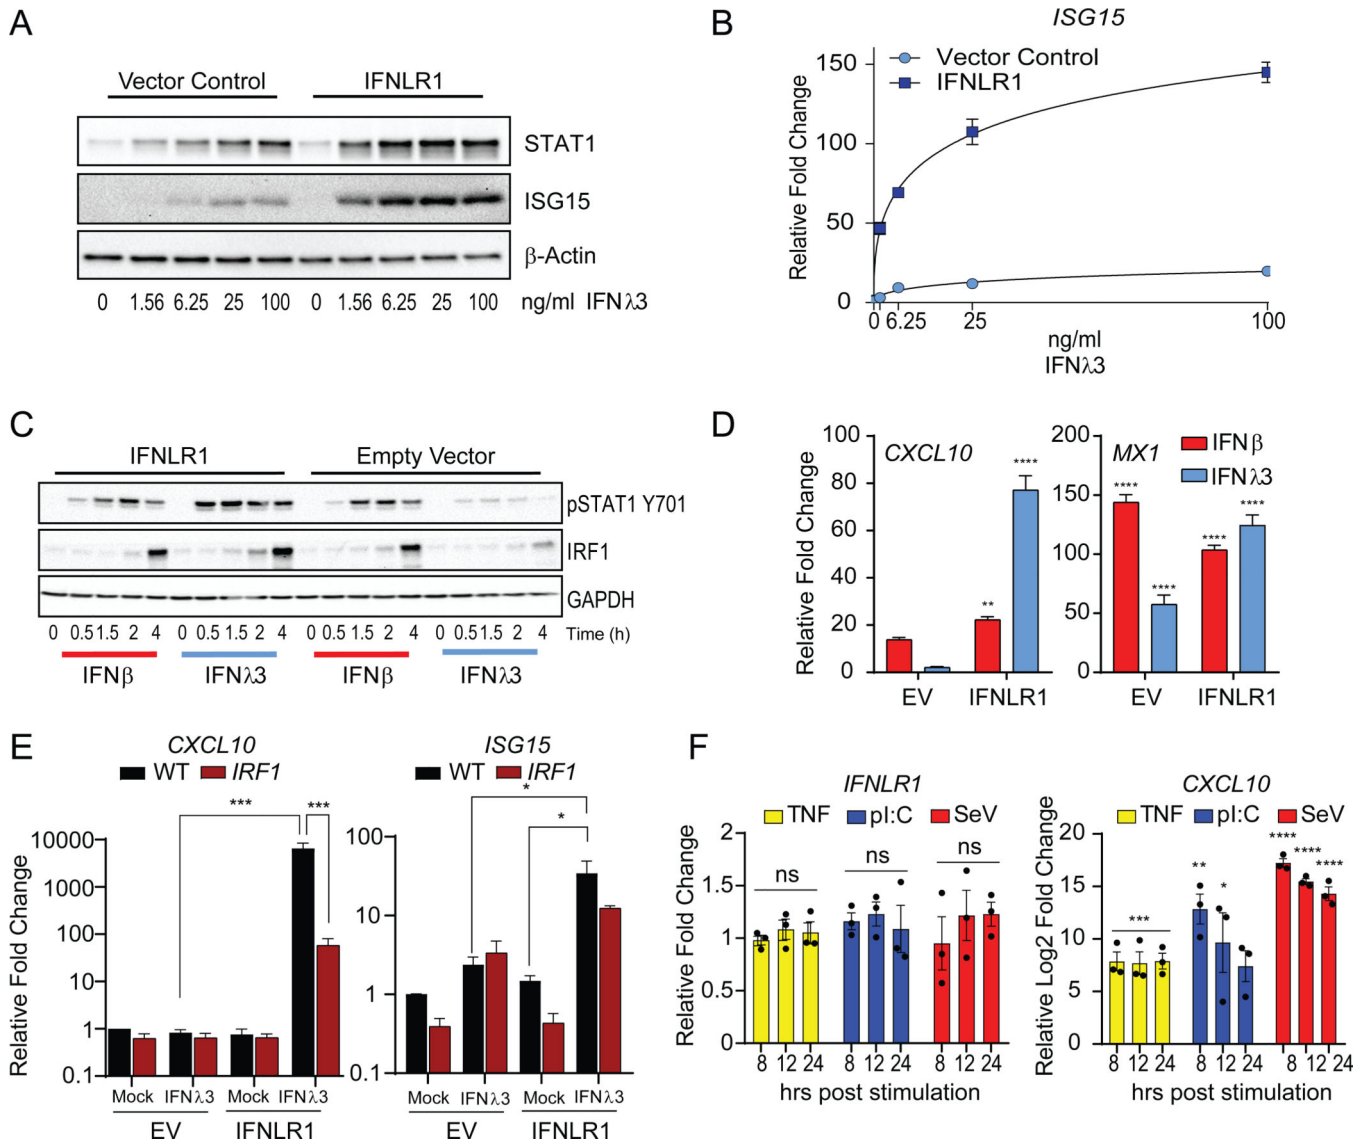 A
Vector Control IFNLR1
STAT1
ISG15
β-Actin
0 1.56 6.25 25 100 0 1.56 6.25 25 100 ng/ml IFNλ3
B
ISG15
Vector Control
IFNLR1
Relative Fold Change
150
100
50
0
0 6.25 25 100
ng/ml
IFNλ3
C
IFNLR1 Empty Vector
pSTAT1 Y701
IRF1
GAPDH
0 0.5 1.5 2 4 0 0.5 1.5 2 4 0 0.5 1.5 2 4 0 0.5 1.5 2 4 Time (h)
IFNβ IFNλ3 IFNβ IFNλ3
D
Relative Fold Change
CXCL10
100
80
60
40
20
0
**
****
EV IFNLR1
MX1
200
150
100
50
0
IFNβ
IFNλ3
**** **** **** ****
EV IFNLR1
E
CXCL10
WT IRF1
Relative Fold Change
10000
1000
100
10
1
0.1
*** ***
Mock IFNλ3 Mock IFNλ3
EV IFNLR1
ISG15
WT IRF1
100
10
1
0.1
*
*
Mock IFNλ3 Mock IFNλ3
EV IFNLR1
F
IFNLR1
TNF pI:C SeV
Relative Fold Change
2
1.5
1
0.5
0
ns ns ns
8 12 24 8 12 24 8 12 24
hrs post stimulation
CXCL10
TNF pI:C SeV
Relative Log2 Fold Change
20
15
10
5
0
*** ** * **** **** ****
8 12 24 8 12 24 8 12 24
hrs post stimulation